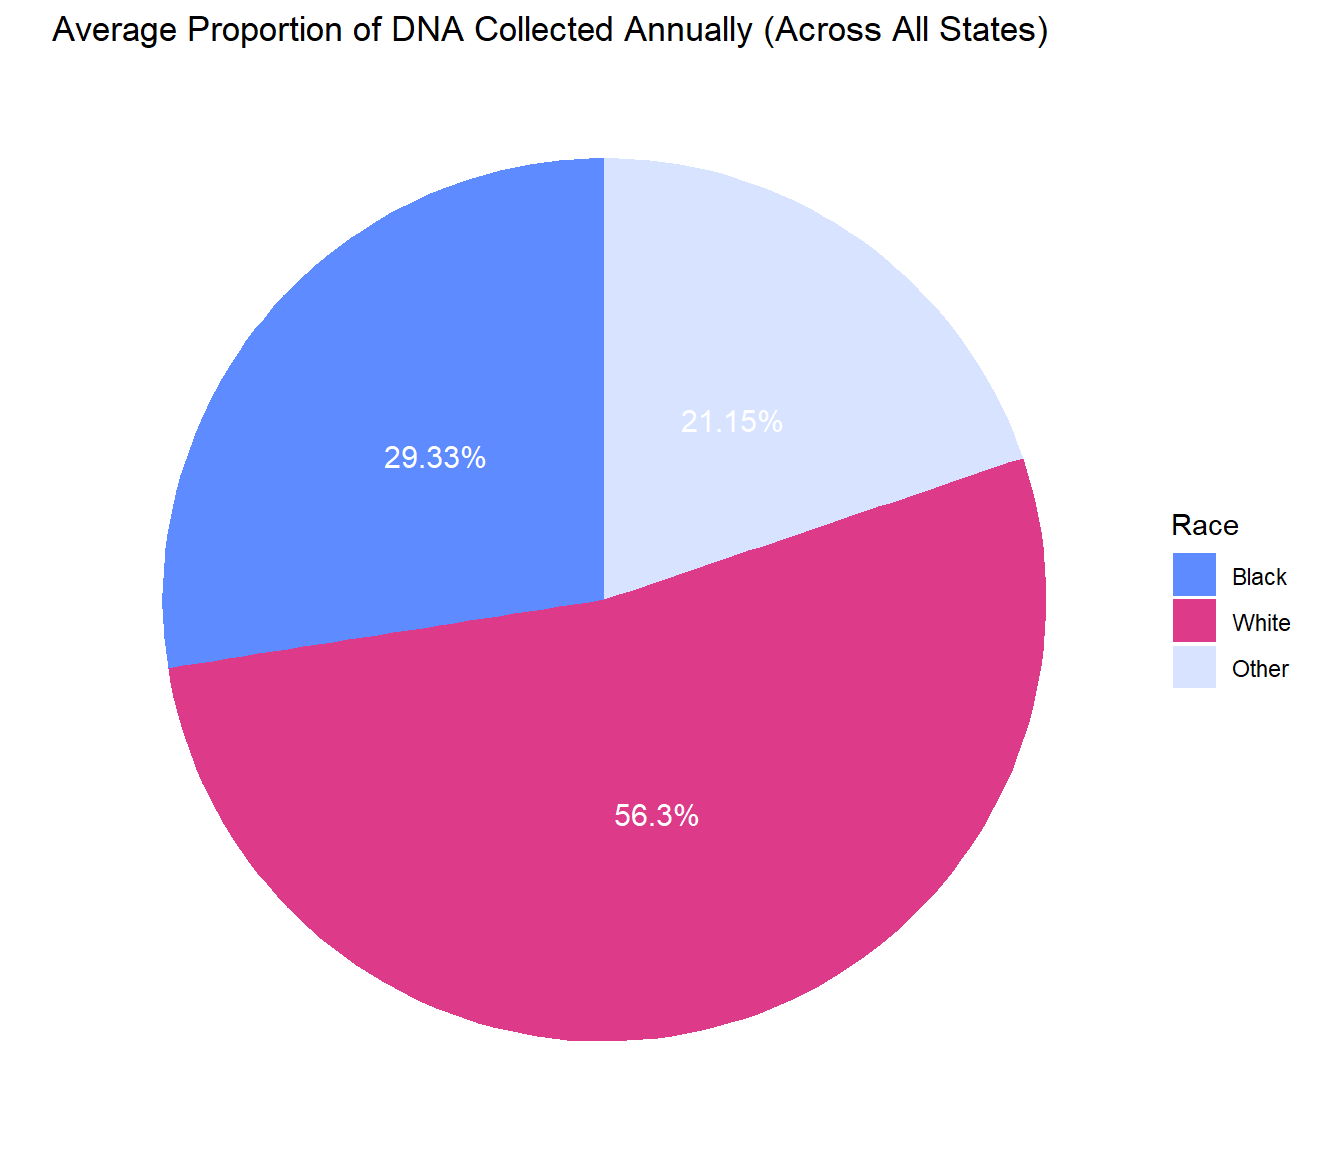 Average Proportion of DNA Collected Annually (Across All States)
21.15%
29.33%
56.3%
Race
Black
White
Other